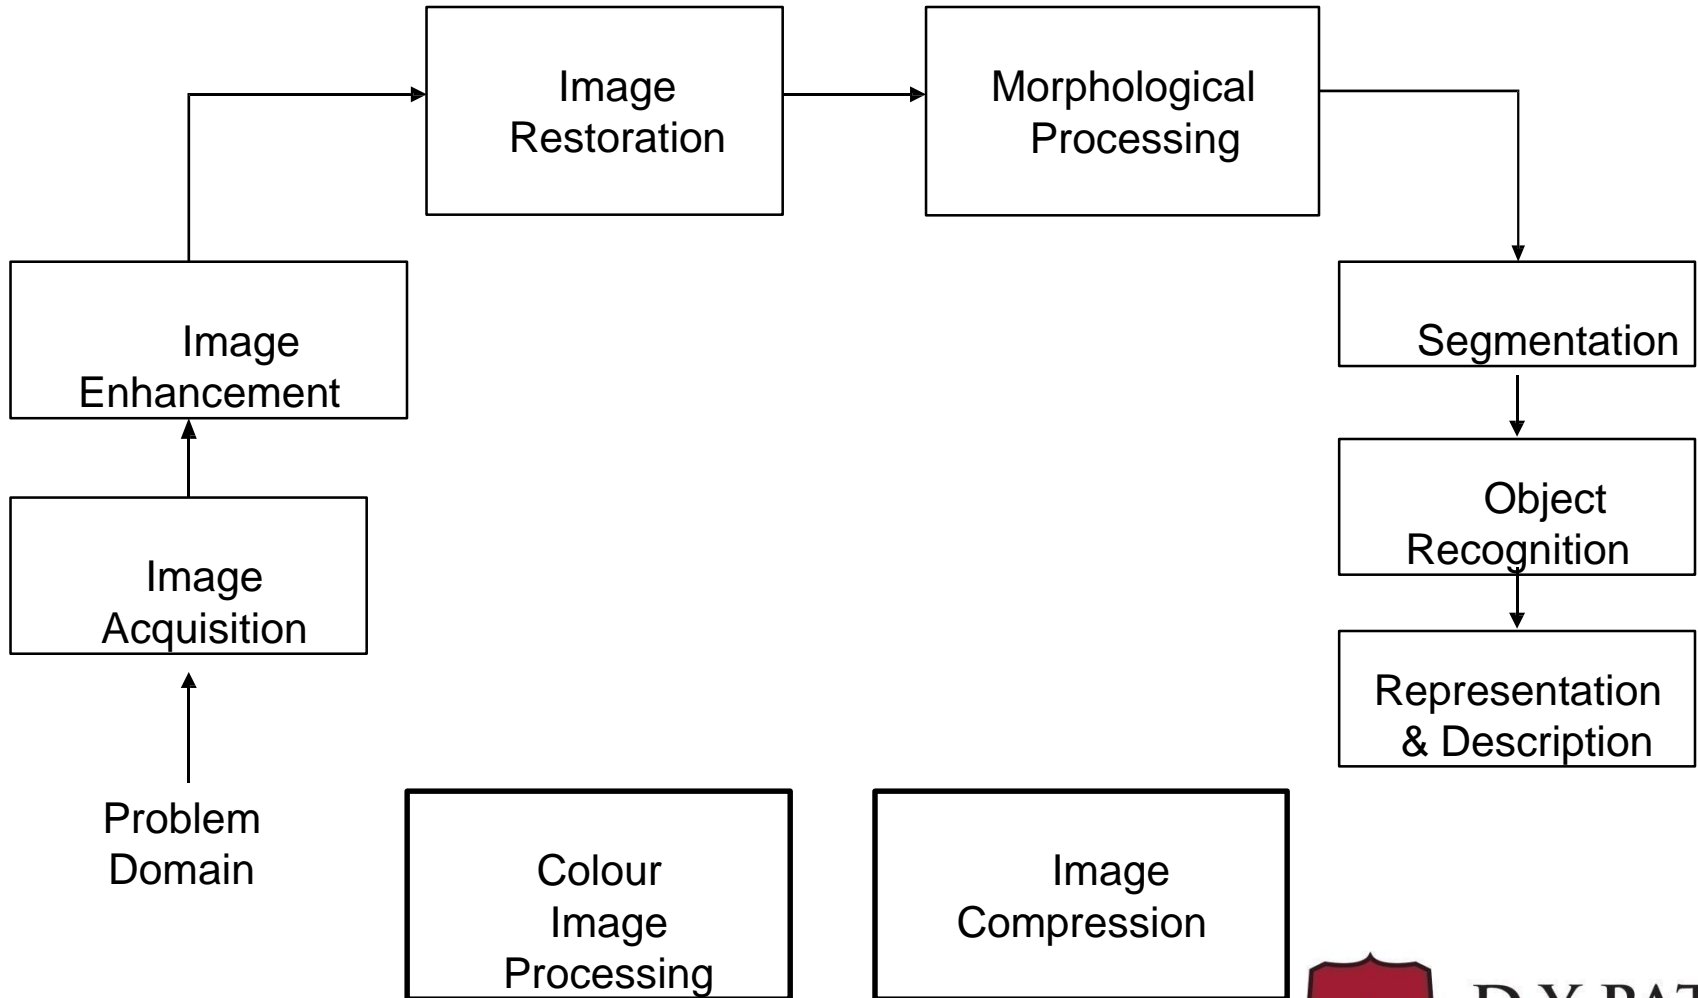 Image
Restoration
Morphological
Processing
Image
Enhancement
Segmentation
Image
Acquisition
Object
Recognition
Representation
& Description
Problem
Domain
Colour
Image
Processing
Image
Compression